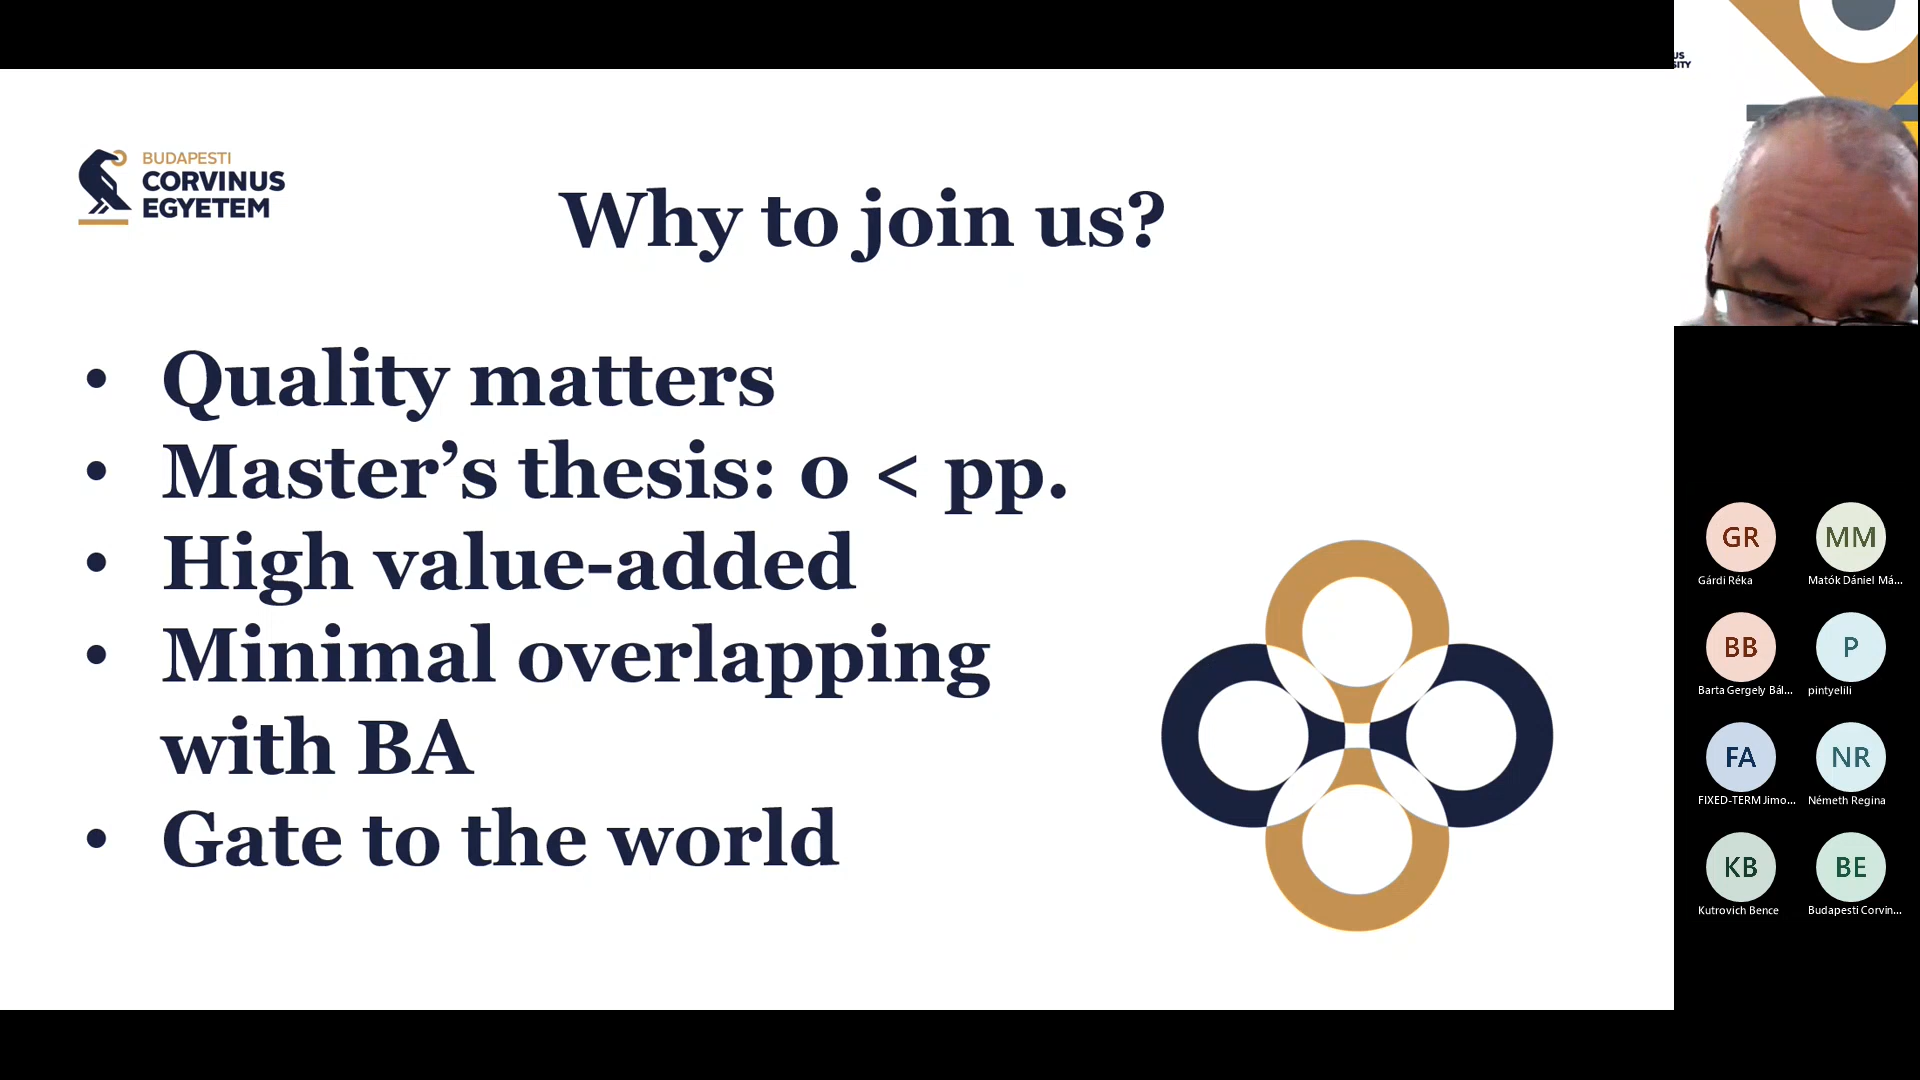 BUDAPESTI
CORVINUS
EGYETEM
Why to join us?
• Quality matters
• Master’s thesis: 0 < pp.
• High value-added
• Minimal overlapping
with BA
• Gate to the world
US
SITY
GR
Gárdi Réka
MM
Matók Dániel Má...
BB
Barta Gergely Bál...
P
pintyelili
FA
FIXED-TERM Jimo...
NR
Németh Regina
KB
Kutrovich Bence
BE
Budapesti Corvin...